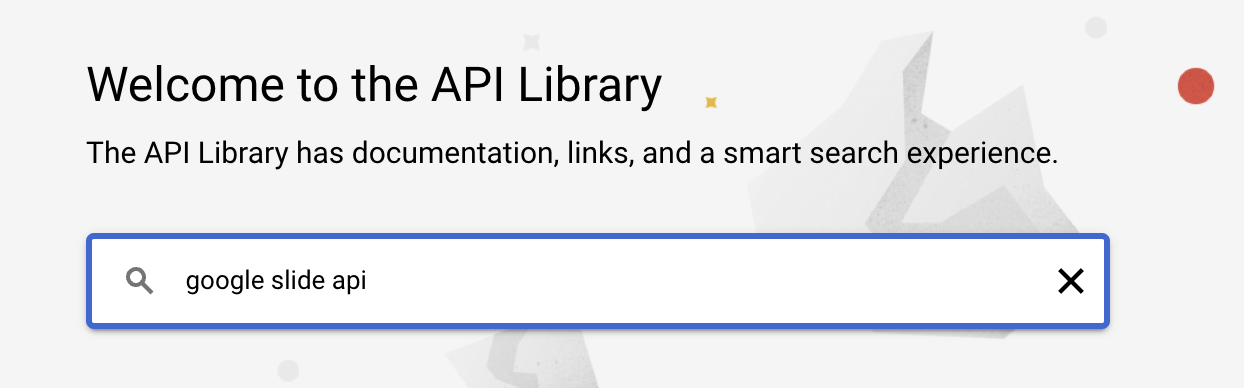 Welcome to the API Library
The API Library has documentation, links, and a smart search experience.
google slide api